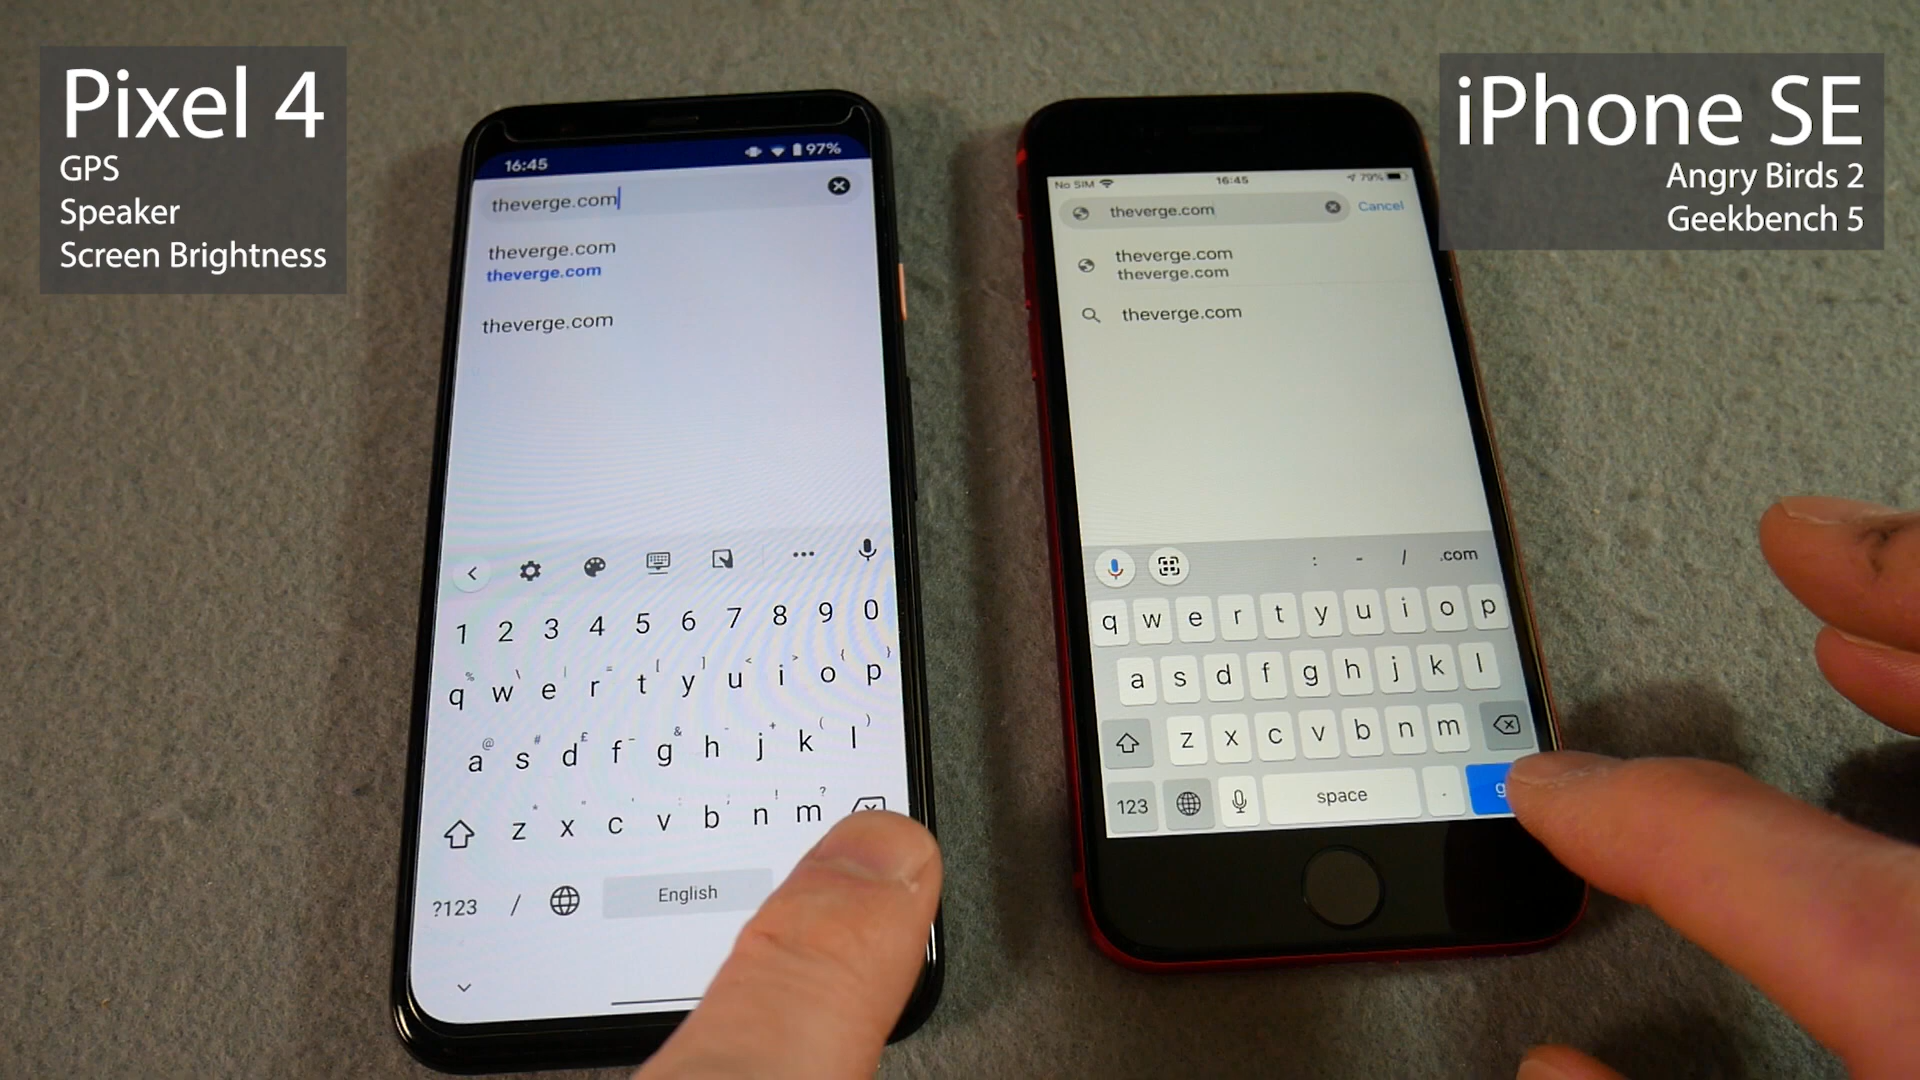 Pixel 4
GPS
Speaker
Screen Brightness
iPhone SE
Angry Birds 2
Geekbench 5
16:45
97%
theverge.com
theverge.com
theverge.com
theverge.com
1 2 3 4 5 6 7 8 9 0
q w e r t y u i o p
a s d f g h j k l
z x c v b n m
?123 / English
No SIM 16:45 79%
theverge.com Cancel
theverge.com
theverge.com
theverge.com
: - / .com
q w e r t y u i o p
a s d f g h j k l
z x c v b n m
123 space .